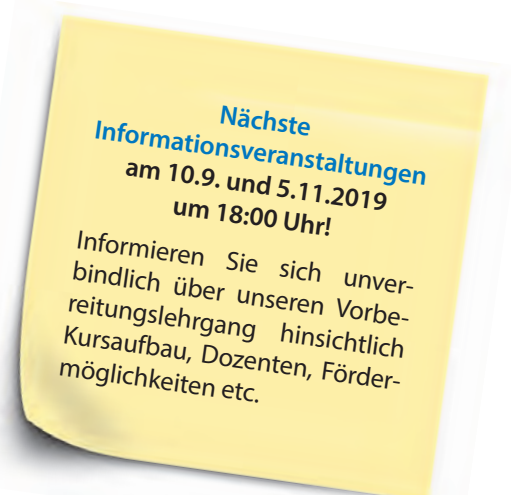 Nächste
Informationsveranstaltungen
am 10.9. und 5.11.2019
um 18:00 Uhr!
Informieren Sie sich unver-
bindlich über unseren Vorbe-
reitungslehrgang hinsichtlich
Kursaufbau, Dozenten, Förder-
möglichkeiten etc.